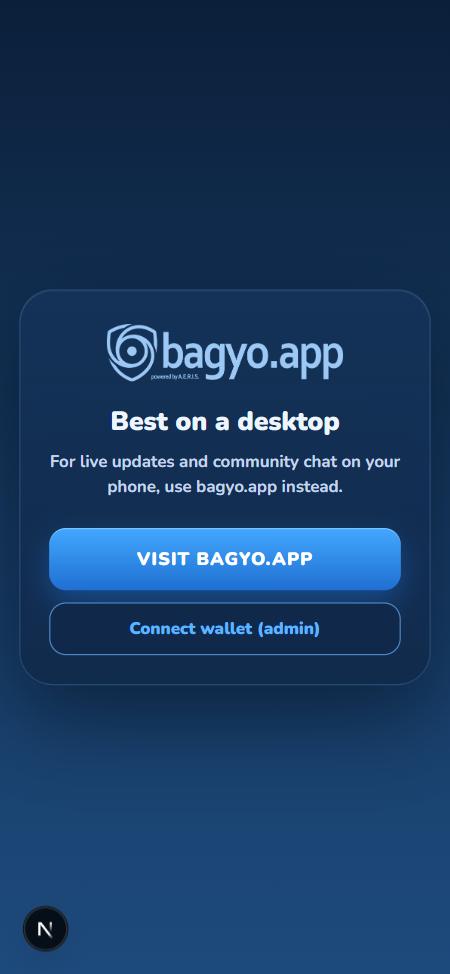 bagyo.app
powered by A.E.R.I.S.
Best on a desktop
For live updates and community chat on your
phone, use bagyo.app instead.
VISIT BAGYO.APP
Connect wallet (admin)
N